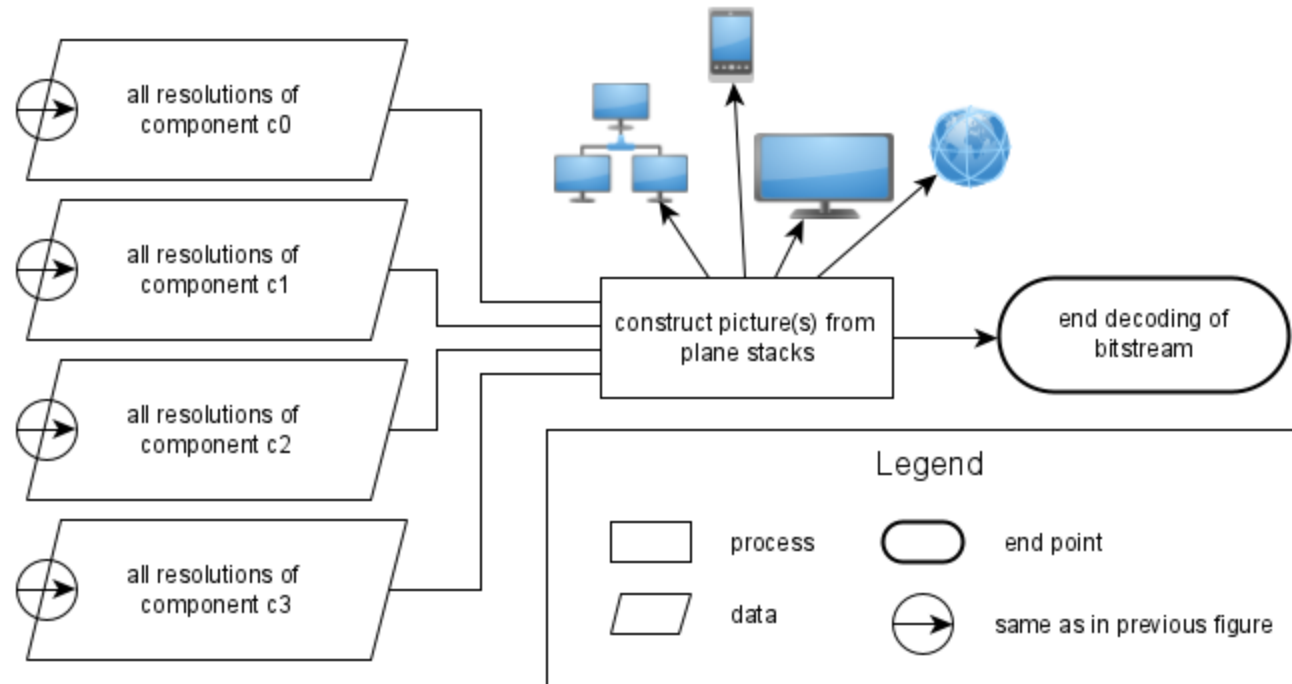 all resolutions of
component c0
all resolutions of
component c1
all resolutions of
component c2
all resolutions of
component c3
construct picture(s) from
plane stacks
end decoding of
bitstream
Legend
process
end point
data
same as in previous figure